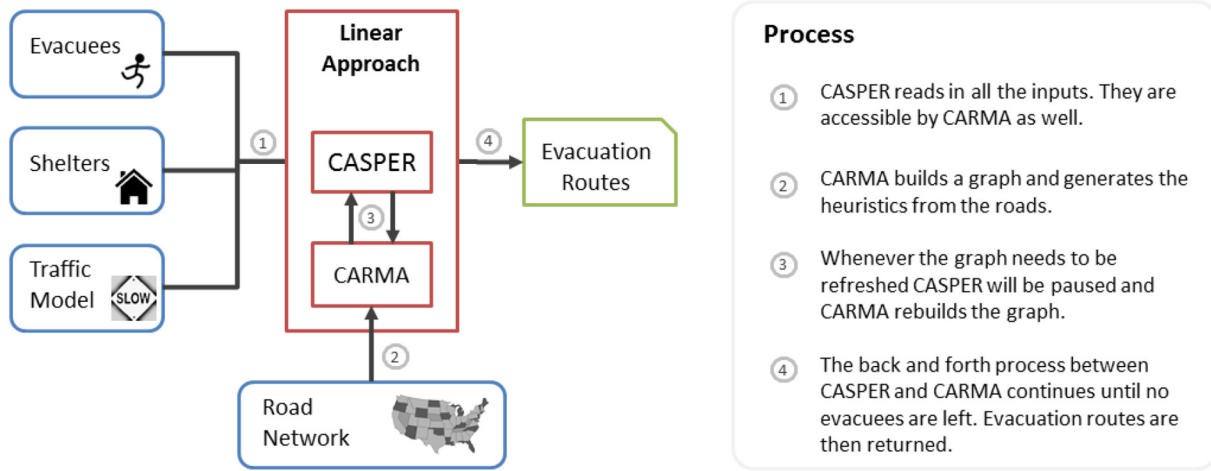 Evacuees
Shelters
Traffic
Model
SLOW
1
Linear
Approach
CASPER
3
CARMA
2
Road
Network
4
Evacuation
Routes
Process
1
CASPER reads in all the inputs. They are
accessible by CARMA as well.
2
CARMA builds a graph and generates the
heuristics from the roads.
3
Whenever the graph needs to be
refreshed CASPER will be paused and
CARMA rebuilds the graph.
4
The back and forth process between
CASPER and CARMA continues until no
evacuees are left. Evacuation routes are
then returned.